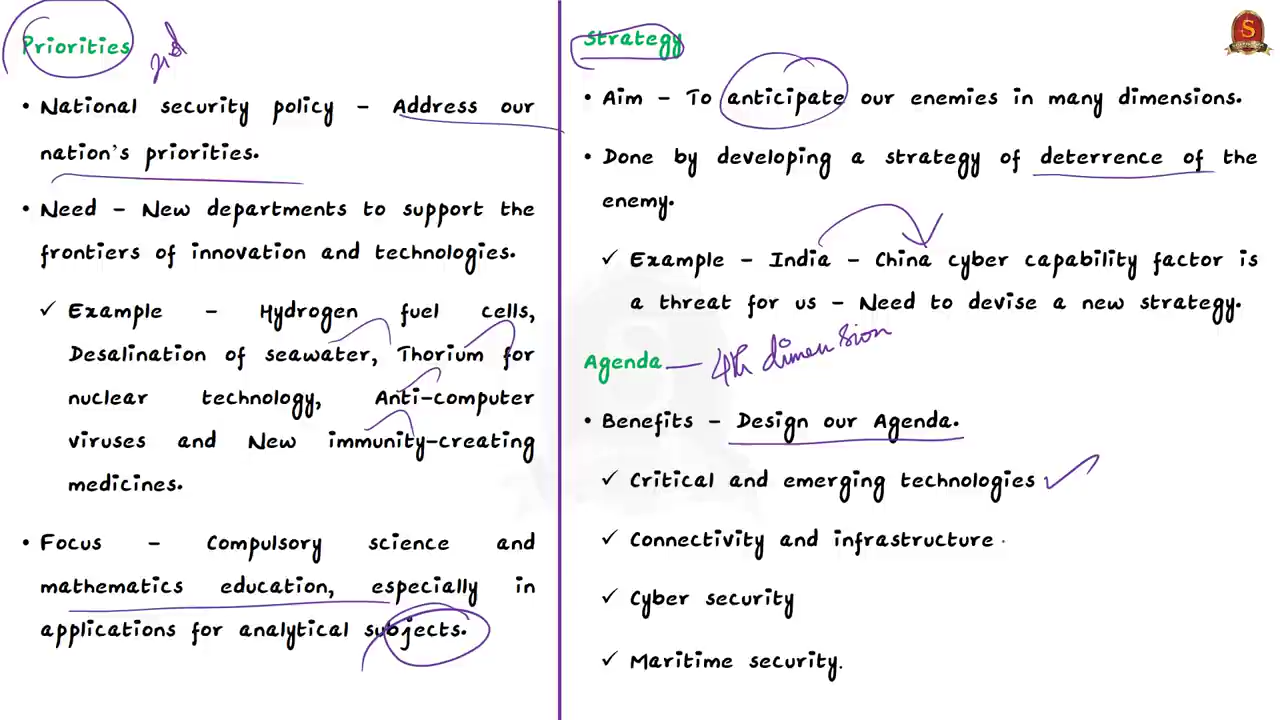 Priorities
National security policy - Address our
nation's priorities.
Need - New departments to support the
frontiers of innovation and technologies.
Example - Hydrogen fuel cells,
Desalination of seawater, Thorium for
nuclear technology, Anti-computer
viruses and New immunity-creating
medicines.
Focus - Compulsory science and
mathematics education, especially in
applications for analytical subjects.
Strategy
Aim - To anticipate our enemies in many dimensions.
Done by developing a strategy of deterrence of the
enemy.
Example - India - China cyber capability factor is
a threat for us - Need to devise a new strategy.
Agenda — 4th dimension
Benefits - Design our Agenda.
Critical and emerging technologies
Connectivity and infrastructure
Cyber security
Maritime security.
S